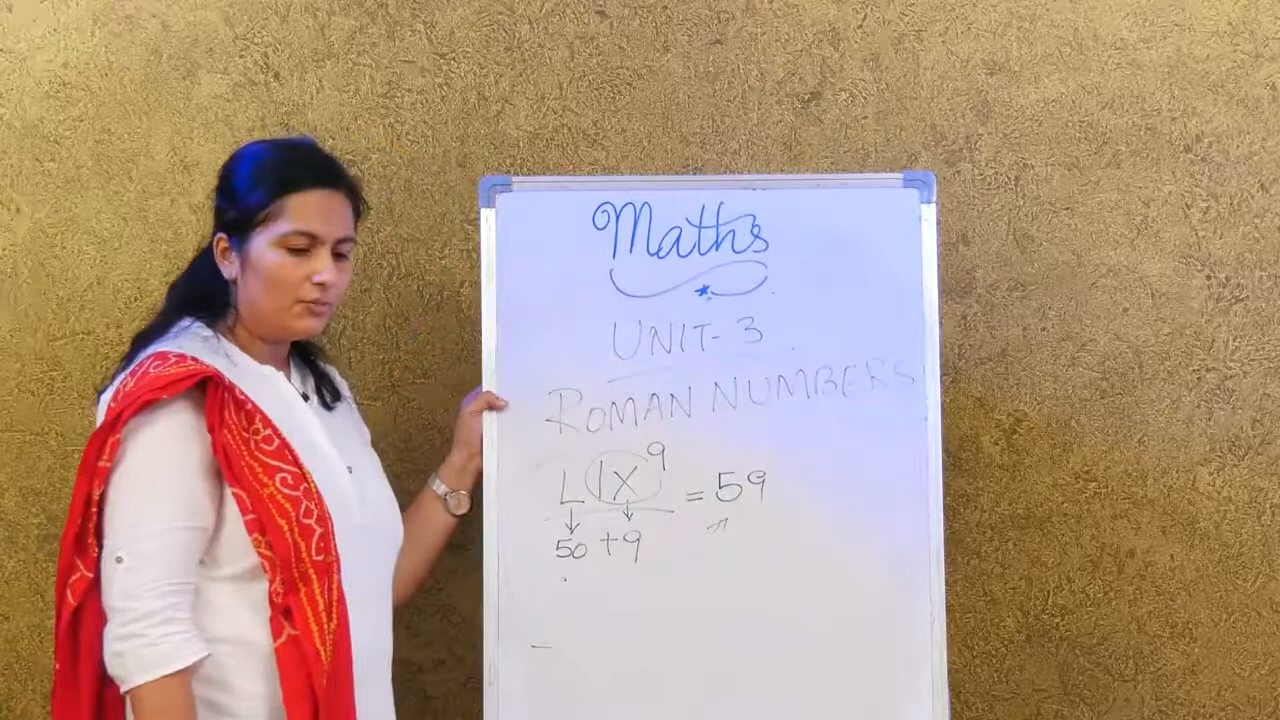 Maths
UNIT-3
ROMAN NUMBERS
LIX 9 = 59
50 + 9